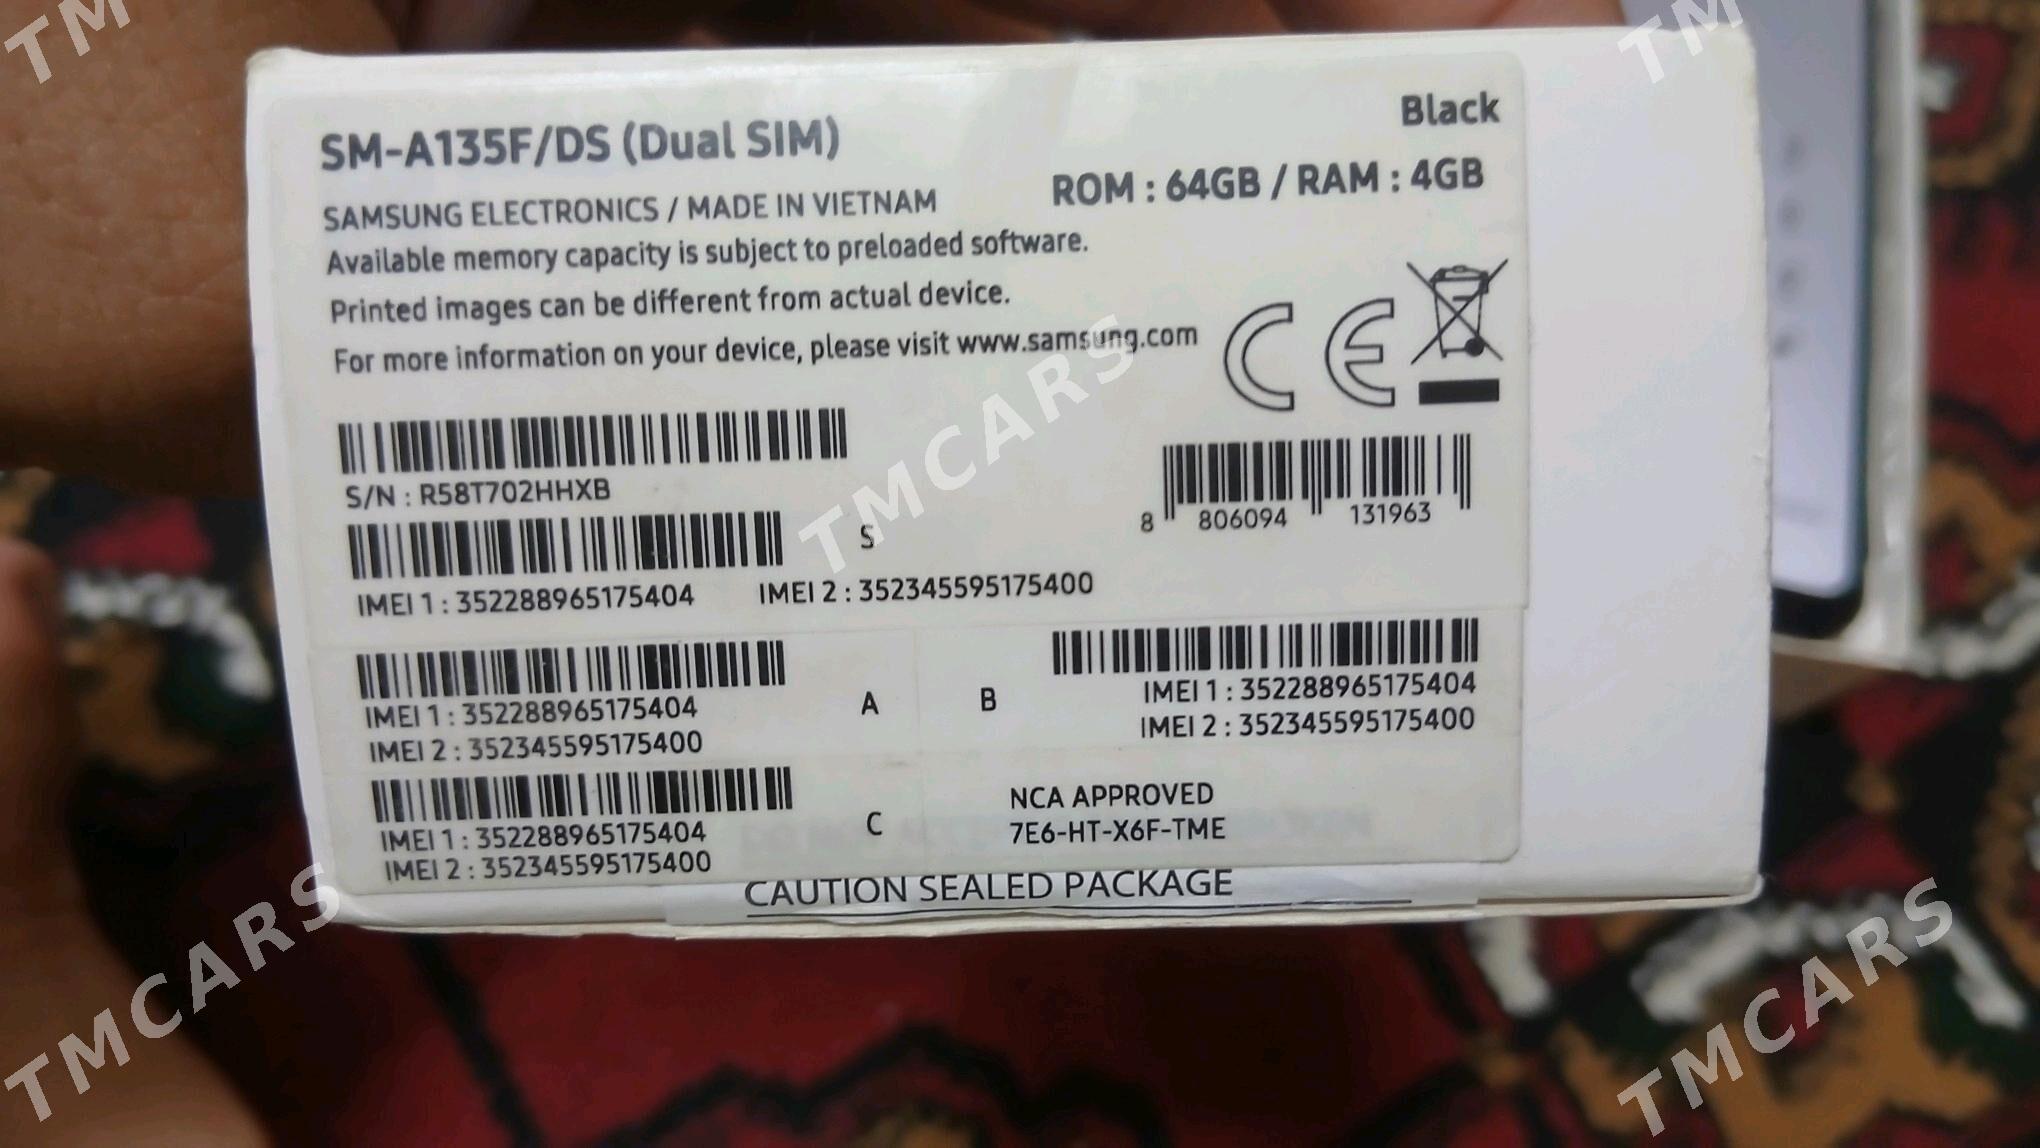 SM-A135F/DS (Dual SIM)
Black
SAMSUNG ELECTRONICS / MADE IN VIETNAM
ROM : 64GB / RAM : 4GB
Available memory capacity is subject to preloaded software.
Printed images can be different from actual device.
For more information on your device, please visit www.samsung.com
CE
S/N : R58T702HHXB
S
8 806094 131963
IMEI 1 : 352288965175404 IMEI 2 : 352345595175400
IMEI 1 : 352288965175404
IMEI 2 : 352345595175400
A
B
IMEI 1 : 352288965175404
IMEI 2 : 352345595175400
IMEI 1 : 352288965175404
IMEI 2 : 352345595175400
C
NCA APPROVED
7E6-HT-X6F-TME
CAUTION SEALED PACKAGE
TM
TM
TMCARS
TMCARS
TMCARS